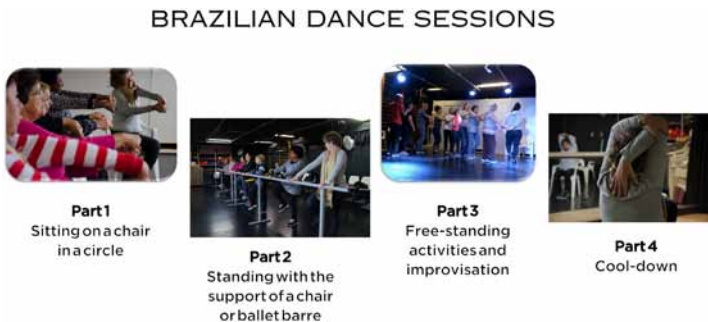 BRAZILIAN DANCE SESSIONS
Part 1
Sitting on a chair
in a circle
Part 2
Standing with the
support of a chair
or ballet barre
Part 3
Free-standing
activities and
improvisation
Part 4
Cool-down